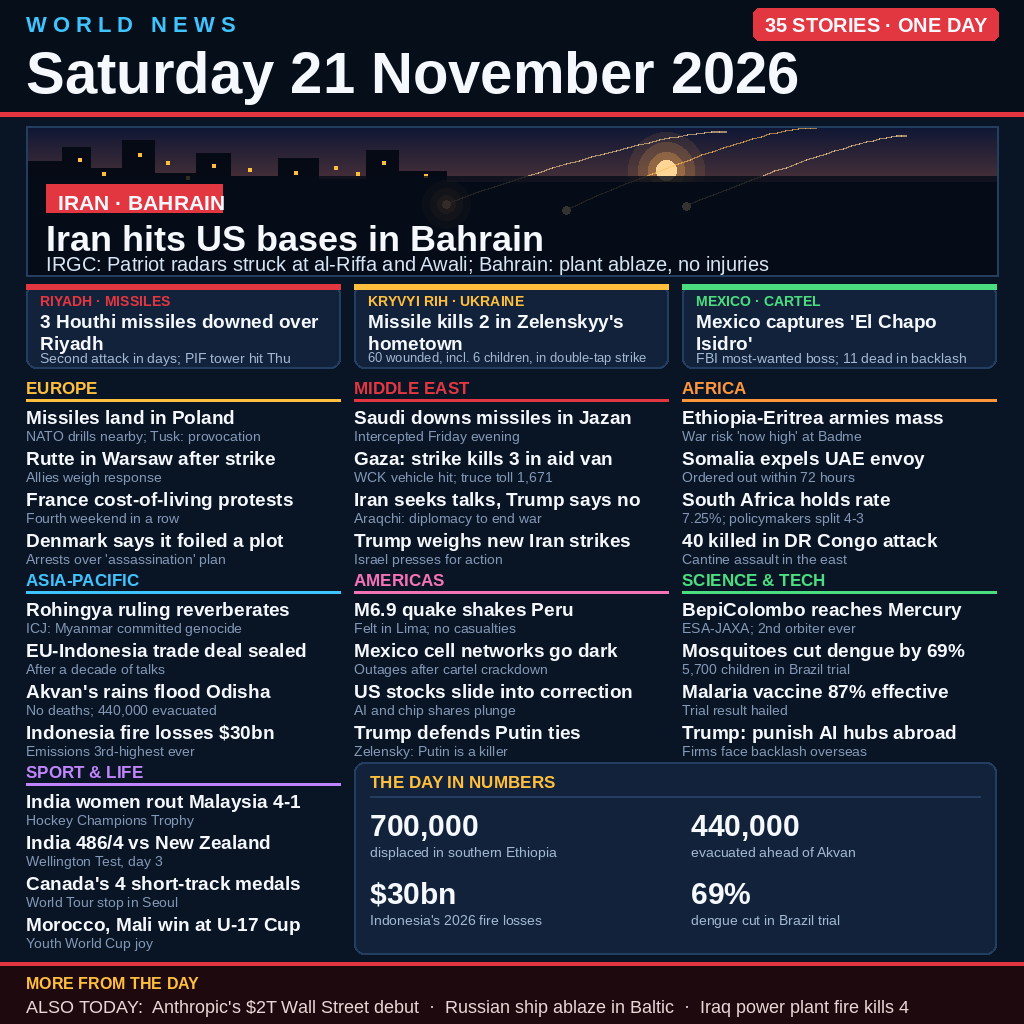 WORLD NEWS
35 STORIES · ONE DAY
Saturday 21 November 2026
IRAN · BAHRAIN
Iran hits US bases in Bahrain
IRGC: Patriot radars struck at al-Riffa and Awali; Bahrain: plant ablaze, no injuries
RIYADH · MISSILES
3 Houthi missiles downed over
Riyadh
Second attack in days; PIF tower hit Thu
KRYVYI RIH · UKRAINE
Missile kills 2 in Zelenskyy's
hometown
60 wounded, incl. 6 children, in double-tap strike
MEXICO · CARTEL
Mexico captures 'El Chapo
Isidro'
FBI most-wanted boss; 11 dead in backlash
EUROPE
Missiles land in Poland
NATO drills nearby; Tusk: provocation
Rutte in Warsaw after strike
Allies weigh response
France cost-of-living protests
Fourth weekend in a row
Denmark says it foiled a plot
Arrests over 'assassination' plan
MIDDLE EAST
Saudi downs missiles in Jazan
Intercepted Friday evening
Gaza: strike kills 3 in aid van
WCK vehicle hit; truce toll 1,671
Iran seeks talks, Trump says no
Araqchi: diplomacy to end war
Trump weighs new Iran strikes
Israel presses for action
AFRICA
Ethiopia-Eritrea armies mass
War risk 'now high' at Badme
Somalia expels UAE envoy
Ordered out within 72 hours
South Africa holds rate
7.25%; policymakers split 4-3
40 killed in DR Congo attack
Cantine assault in the east
ASIA-PACIFIC
Rohingya ruling reverberates
ICJ: Myanmar committed genocide
EU-Indonesia trade deal sealed
After a decade of talks
Akvan's rains flood Odisha
No deaths; 440,000 evacuated
Indonesia fire losses $30bn
Emissions 3rd-highest ever
AMERICAS
M6.9 quake shakes Peru
Felt in Lima; no casualties
Mexico cell networks go dark
Outages after cartel crackdown
US stocks slide into correction
AI and chip shares plunge
Trump defends Putin ties
Zelensky: Putin is a killer
SCIENCE & TECH
BepiColombo reaches Mercury
ESA-JAXA; 2nd orbiter ever
Mosquitoes cut dengue by 69%
5,700 children in Brazil trial
Malaria vaccine 87% effective
Trial result hailed
Trump: punish AI hubs abroad
Firms face backlash overseas
SPORT & LIFE
India women rout Malaysia 4-1
Hockey Champions Trophy
India 486/4 vs New Zealand
Wellington Test, day 3
Canada's 4 short-track medals
World Tour stop in Seoul
Morocco, Mali win at U-17 Cup
Youth World Cup joy
THE DAY IN NUMBERS
700,000
displaced in southern Ethiopia
440,000
evacuated ahead of Akvan
$30bn
Indonesia's 2026 fire losses
69%
dengue cut in Brazil trial
MORE FROM THE DAY
ALSO TODAY: Anthropic's $2T Wall Street debut · Russian ship ablaze in Baltic · Iraq power plant fire kills 4